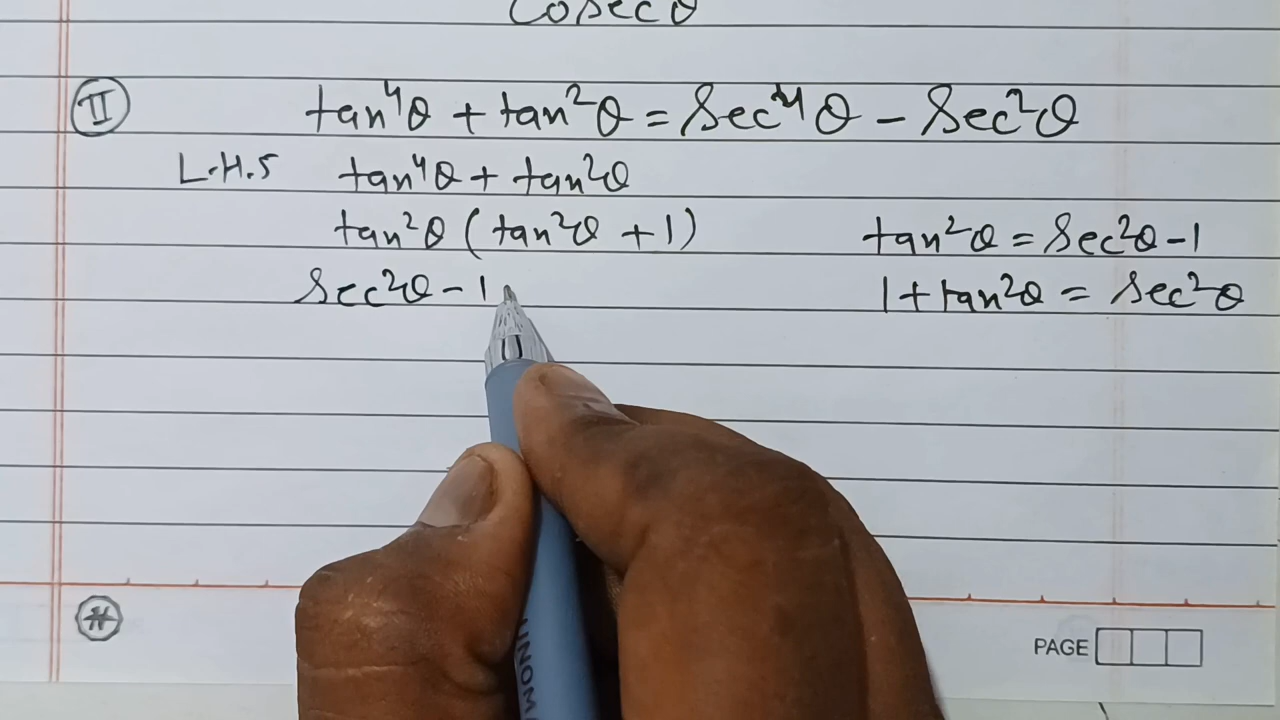 Cosecθ
II tan⁴θ + tan²θ = Sec⁴θ - Sec²θ
L.H.S tan⁴θ + tan²θ
tan²θ (tan²θ + 1) tan²θ = Sec²θ - 1
Sec²θ - 1 1 + tan²θ = Sec²θ
PAGE